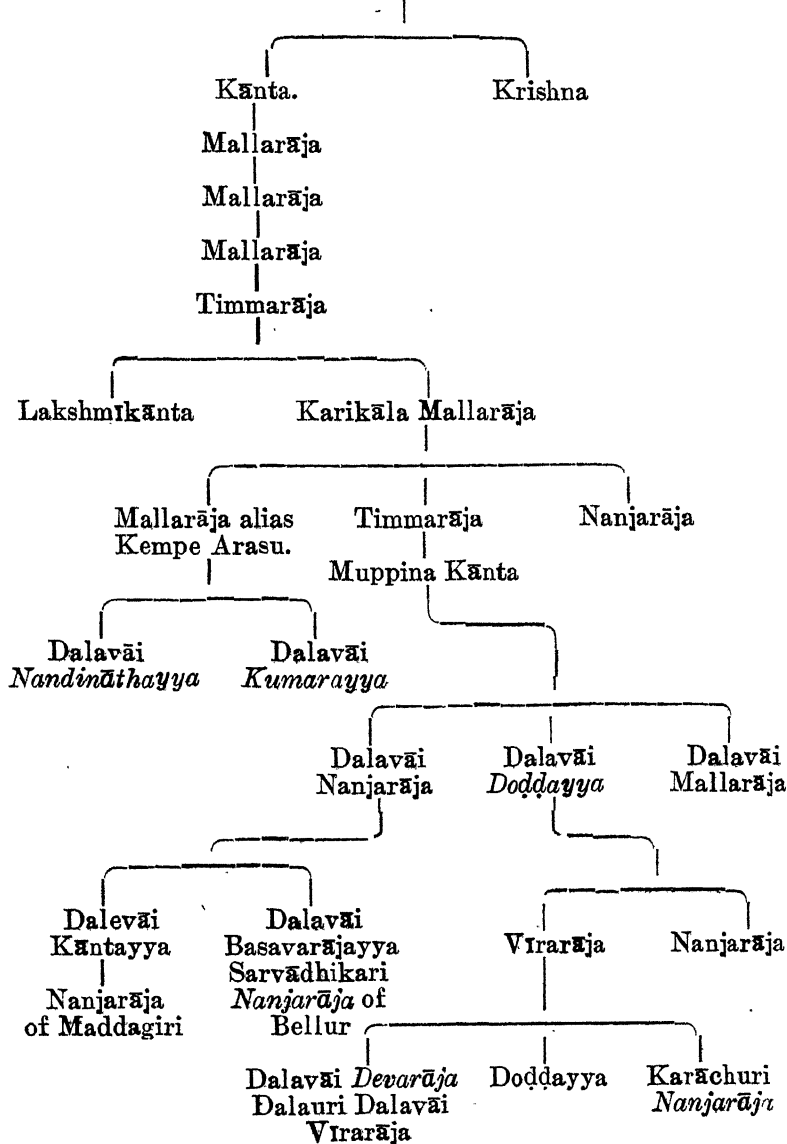 Kānta.
Krishna
Mallarāja
Mallarāja
Mallarāja
Timmarāja
Lakshmīkānta
Karikāla Mallarāja
Mallarāja alias
Kempe Arasu.
Timmarāja
Nanjarāja
Muppina Kānta
Dalavāi
Nandināthayya
Dalavāi
Kumarayya
Dalavāi
Nanjarāja
Dalavāi
Doḍḍayya
Dalavāi
Mallarāja
Dalevāi
Kāntayya
Nanjarāja
of Maddagiri
Dalavāi
Basavarājayya
Sarvādhikari
Nanjarāja of
Bellur
Vīrarāja
Nanjarāja
Dalavāi Devarāja
Dalauri Dalavāi
Vīrarāja
Doḍḍayya
Karāchuri
Nanjarāja